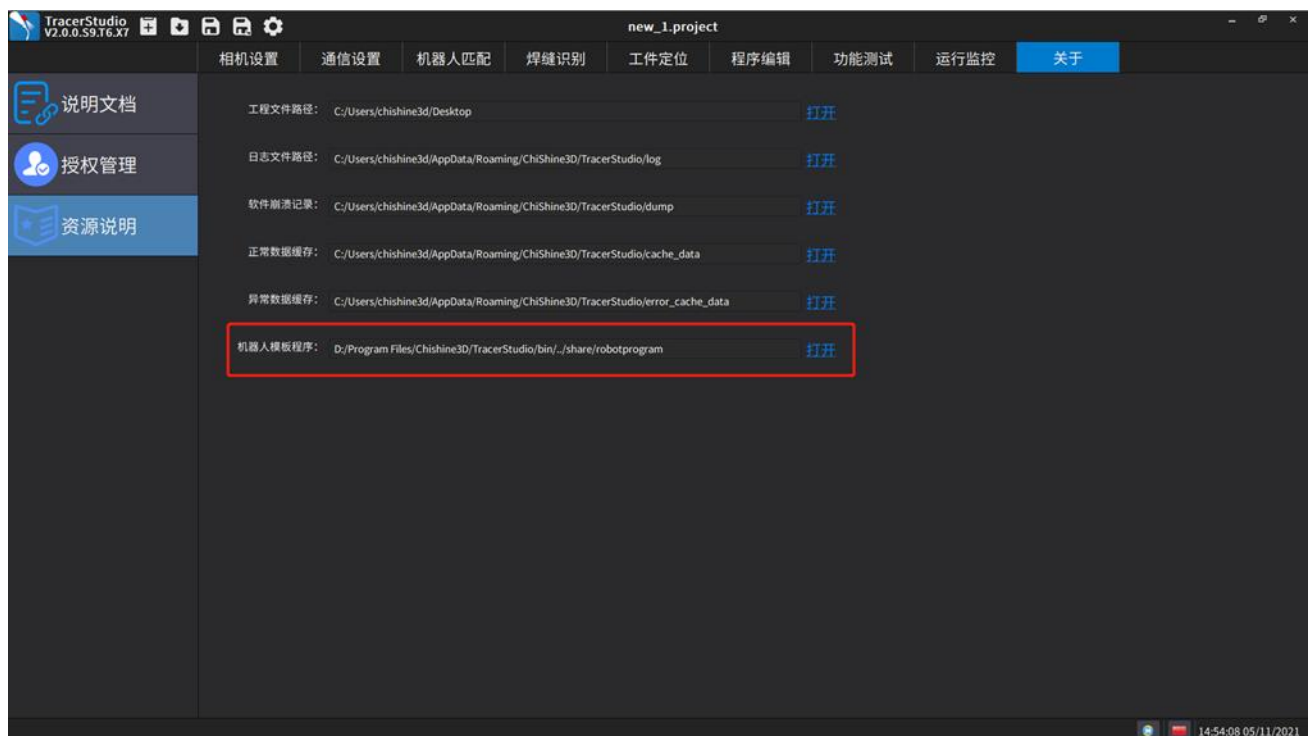 TracerStudio
V2.0.0.S9.T6.X7
new_1.project
相机设置 通信设置 机器人匹配 焊缝识别 工件定位 程序编辑 功能测试 运行监控 关于
说明文档
授权管理
资源说明
工程文件路径: C:/Users/chishine3d/Desktop 打开
日志文件路径: C:/Users/chishine3d/AppData/Roaming/ChiShine3D/TracerStudio/log 打开
软件崩溃记录: C:/Users/chishine3d/AppData/Roaming/ChiShine3D/TracerStudio/dump 打开
正常数据缓存: C:/Users/chishine3d/AppData/Roaming/ChiShine3D/TracerStudio/cache_data 打开
异常数据缓存: C:/Users/chishine3d/AppData/Roaming/ChiShine3D/TracerStudio/error_cache_data 打开
机器人模板程序: D:/Program Files/Chishine3D/TracerStudio/bin/../share/robotprogram 打开
14:54:08 05/11/2021